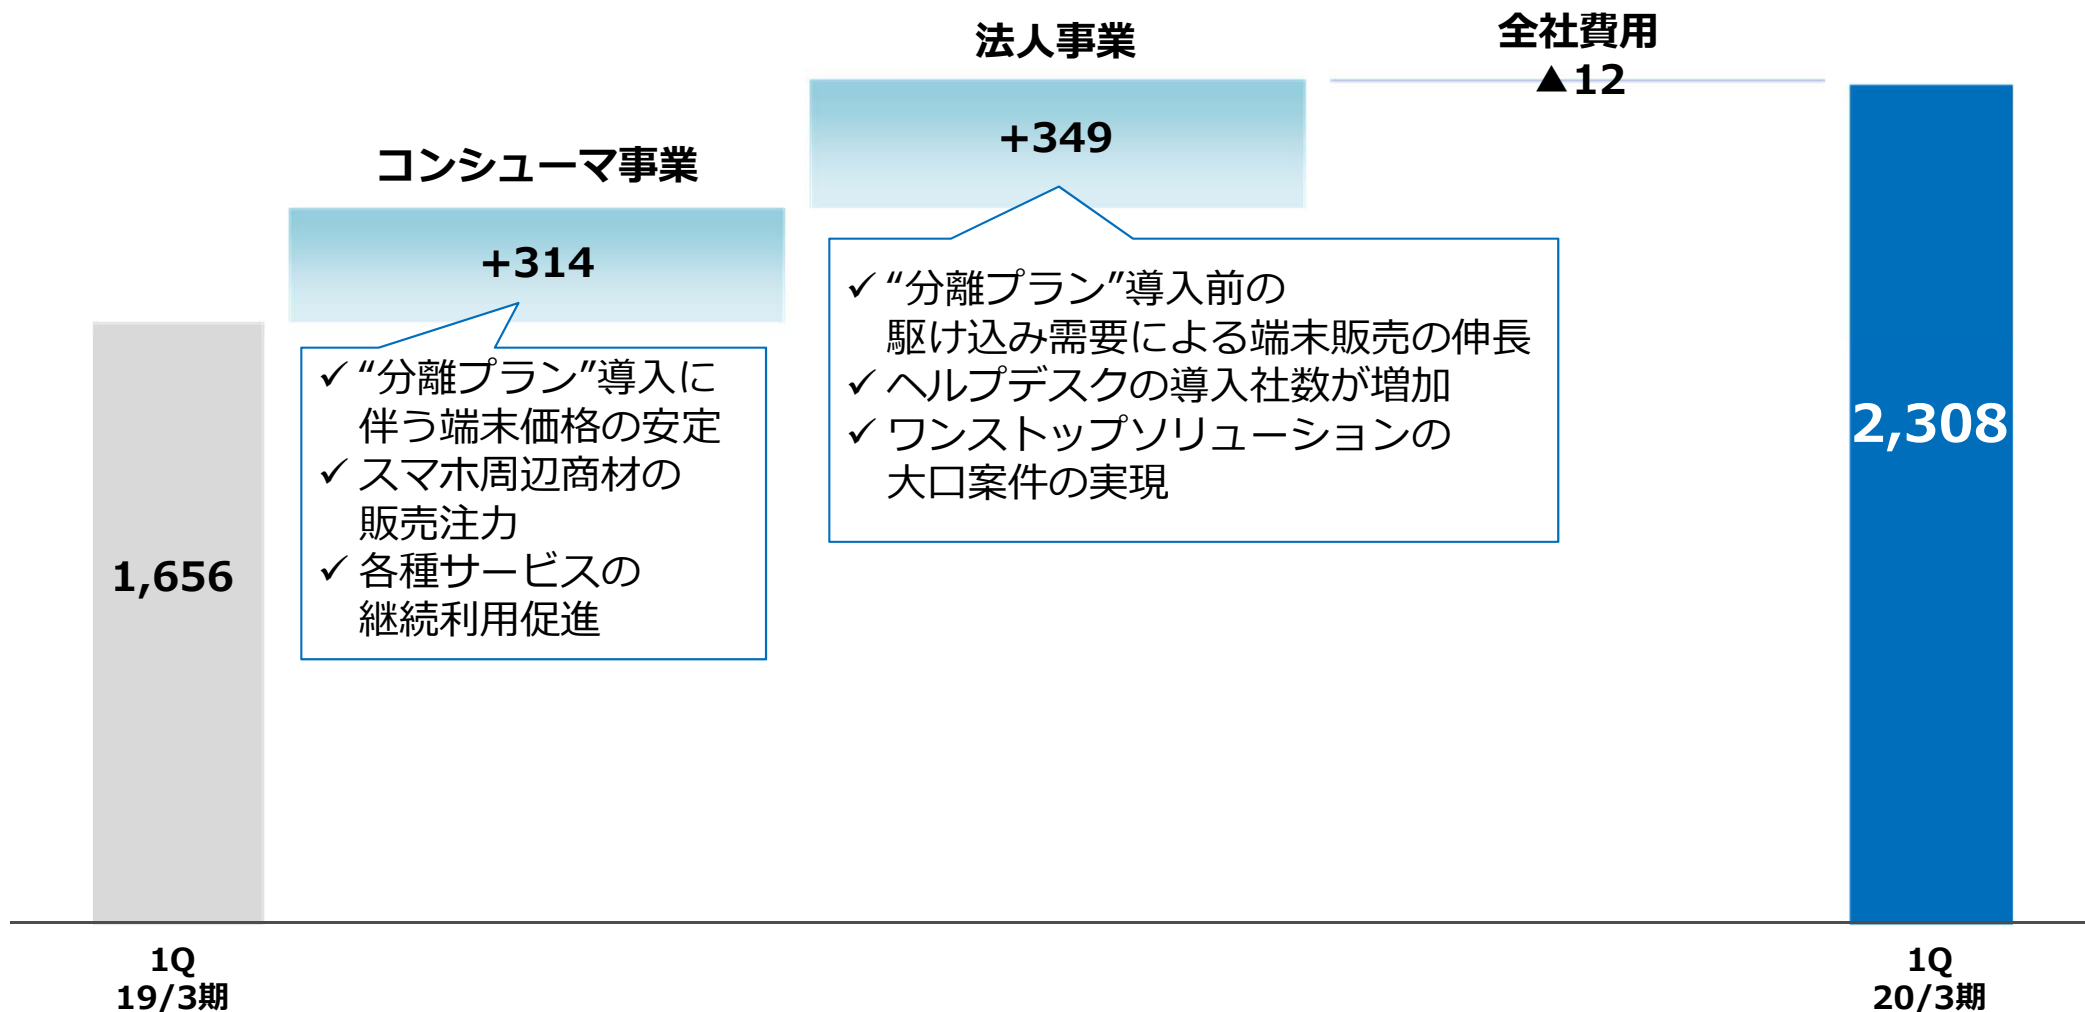 法人事業
全社費用
▲12
+349
コンシューマ事業
+314
✓“分離プラン”導入前の
駆け込み需要による端末販売の伸長
✓ヘルプデスクの導入社数が増加
✓ワンストップソリューションの
大口案件の実現
✓“分離プラン”導入に
伴う端末価格の安定
✓スマホ周辺商材の
販売注力
✓各種サービスの
継続利用促進
1,656
2,308
1Q
19/3期
1Q
20/3期